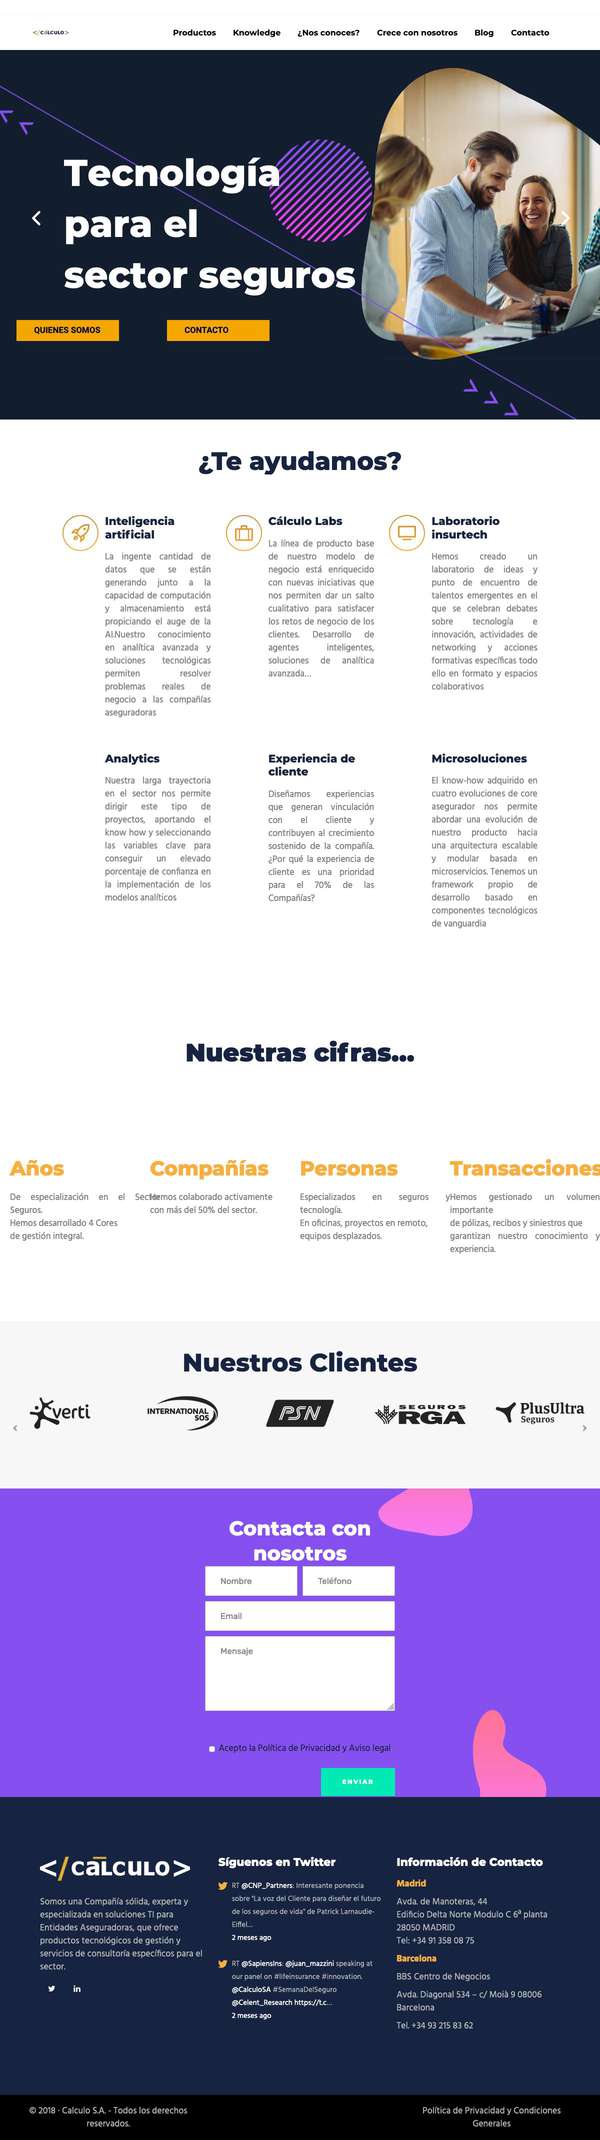 </CALCULO>
Productos Knowledge ¿Nos conoces? Crece con nosotros Blog Contacto
Tecnología
para el
sector seguros
QUIENES SOMOS CONTACTO
¿Te ayudamos?
Inteligencia
artificial
La ingente cantidad de
datos que se están
generando junto a la
capacidad de computación
y almacenamiento está
propiciando el auge de la
AI.Nuestro conocimiento
en analítica avanzada y
soluciones tecnológicas
permiten resolver
problemas reales de
negocio a las compañías
aseguradoras
Cálculo Labs
La línea de producto base
de nuestro modelo de
negocio está enriquecido
con nuevas iniciativas que
nos permiten dar un salto
cualitativo para satisfacer
los retos de negocio de los
clientes. Desarrollo de
agentes inteligentes,
soluciones de analítica
avanzada...
Laboratorio
insurtech
Hemos creado un
laboratorio de ideas y
punto de encuentro de
talentos emergentes en el
que se celebran debates
sobre tecnología e
innovación, actividades de
networking y acciones
formativas específicas todo
ello en formato y espacios
colaborativos
Analytics
Nuestra larga trayectoria
en el sector nos permite
dirigir este tipo de
proyectos, aportando el
know how y seleccionando
las variables clave para
conseguir un elevado
porcentaje de confianza en
la implementación de los
modelos analíticos
Experiencia de
cliente
Diseñamos experiencias
que generan vinculación
con el cliente y
contribuyen al crecimiento
sostenido de la compañía.
¿Por qué la experiencia de
cliente es una prioridad
para el 70% de las
Compañías?
Microsoluciones
El know-how adquirido en
cuatro evoluciones de core
asegurador nos permite
abordar una evolución de
nuestro producto hacia
una arquitectura escalable
y modular basada en
microservicios. Tenemos un
framework propio de
desarrollo basado en
componentes tecnológicos
de vanguardia
Nuestras cifras...
Años
De especialización en el Sector
Seguros.
Hemos desarrollado 4 Cores
de gestión integral.
Compañías
Hemos colaborado activamente
con más del 50% del sector.
Personas
Especializados en seguros y
tecnología.
En oficinas, proyectos en remoto,
equipos desplazados.
Transacciones
Hemos gestionado un volumen
importante
de pólizas, recibos y siniestros que
garantizan nuestro conocimiento y
experiencia.
Nuestros Clientes
verti
INTERNATIONAL
SOS
PSN
SEGUROS
RGA
PlusUltra
Seguros
Contacta con
nosotros
Nombre Teléfono
Email
Mensaje
Acepto la Política de Privacidad y Aviso legal
ENVIAR
</CALCULO>
Somos una Compañía sólida, experta y
especializada en soluciones TI para
Entidades Aseguradoras, que ofrece
productos tecnológicos de gestión y
servicios de consultoría específicos para el
sector.
Síguenos en Twitter
RT @CNP_Partners: Interesante ponencia
sobre "La voz del Cliente para diseñar el futuro
de los seguros de vida" de Patrick Larnaudie-
Eiffel...
2 meses ago
RT @SapiensIns: @juan_mazzini speaking at
our panel on #lifeinsurance #innovation.
@CalculoSA #SemanaDelSeguro
@Celent_Research https://t.c...
2 meses ago
Información de Contacto
Madrid
Avda. de Manoteras, 44
Edificio Delta Norte Modulo C 6ª planta
28050 MADRID
Tel: +34 91 358 08 75
Barcelona
BBS Centro de Negocios
Avda. Diagonal 534 – c/ Moià 9 08006
Barcelona
Tel. +34 93 215 83 62
© 2018 · Calculo S.A. - Todos los derechos
reservados.
Política de Privacidad y Condiciones
Generales